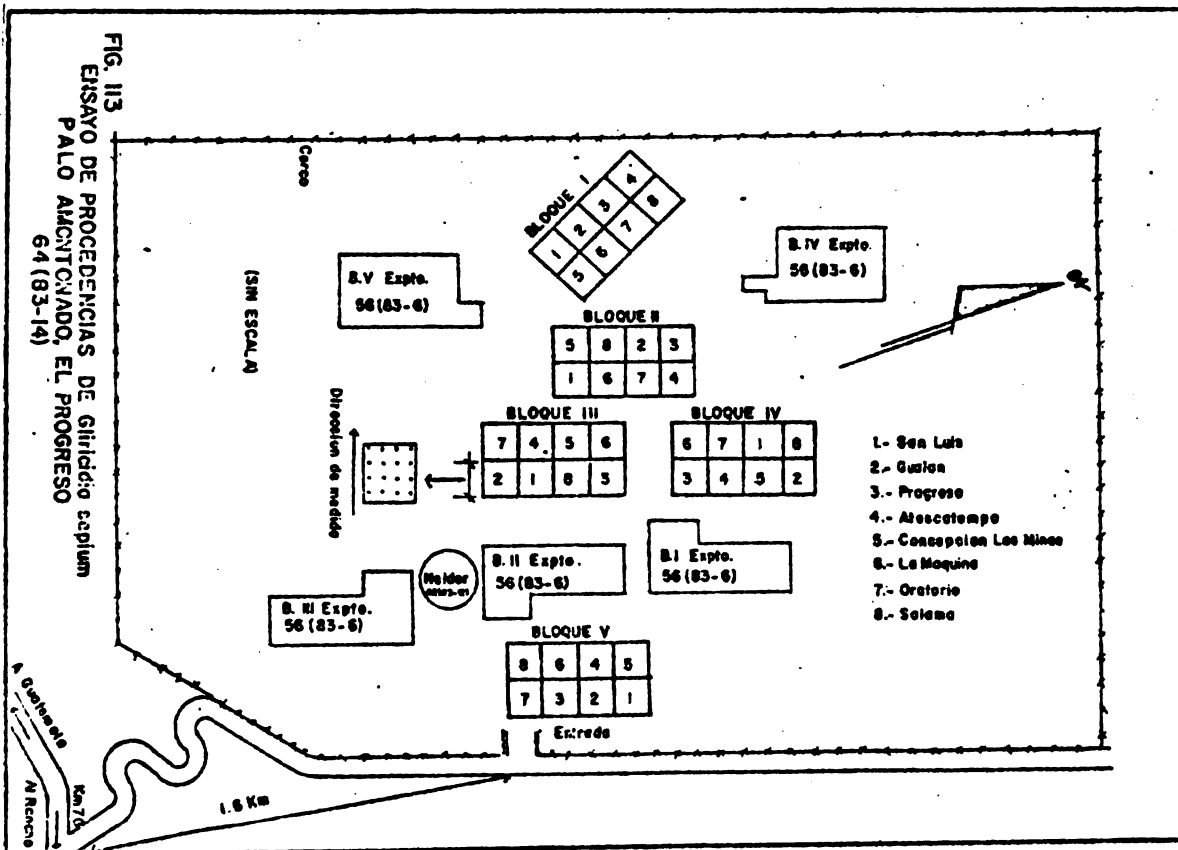 FIG. 113
ENSAYO DE PROCEDENCIAS DE Gliricidia sepium
PALO AMONTONADO, EL PROGRESO
64 (83-14)
Cerco
(SIN ESCALA)
BLOQUE I
4
3 8
2 7
1 6
5
B.V Expto.
56 (83-6)
B.IV Expto.
56 (83-6)
BLOQUE II
5 8 2 3
1 6 7 4
BLOQUE III
7 4 5 6
2 1 8 3
BLOQUE IV
6 7 1 8
3 4 5 2
Direccion de medida
1.- San Luis
2.- Gualan
3.- Progreso
4.- Atescatempa
5.- Concepcion Las Minas
6.- La Maquina
7.- Oratorio
8.- Salama
B. III Expto.
56 (83-6)
B. II Expto.
56 (83-6)
B.I Expto.
56 (83-6)
BLOQUE V
8 6 4 5
7 3 2 1
Entrada
A Guatemala
Km 70
1.6 Km